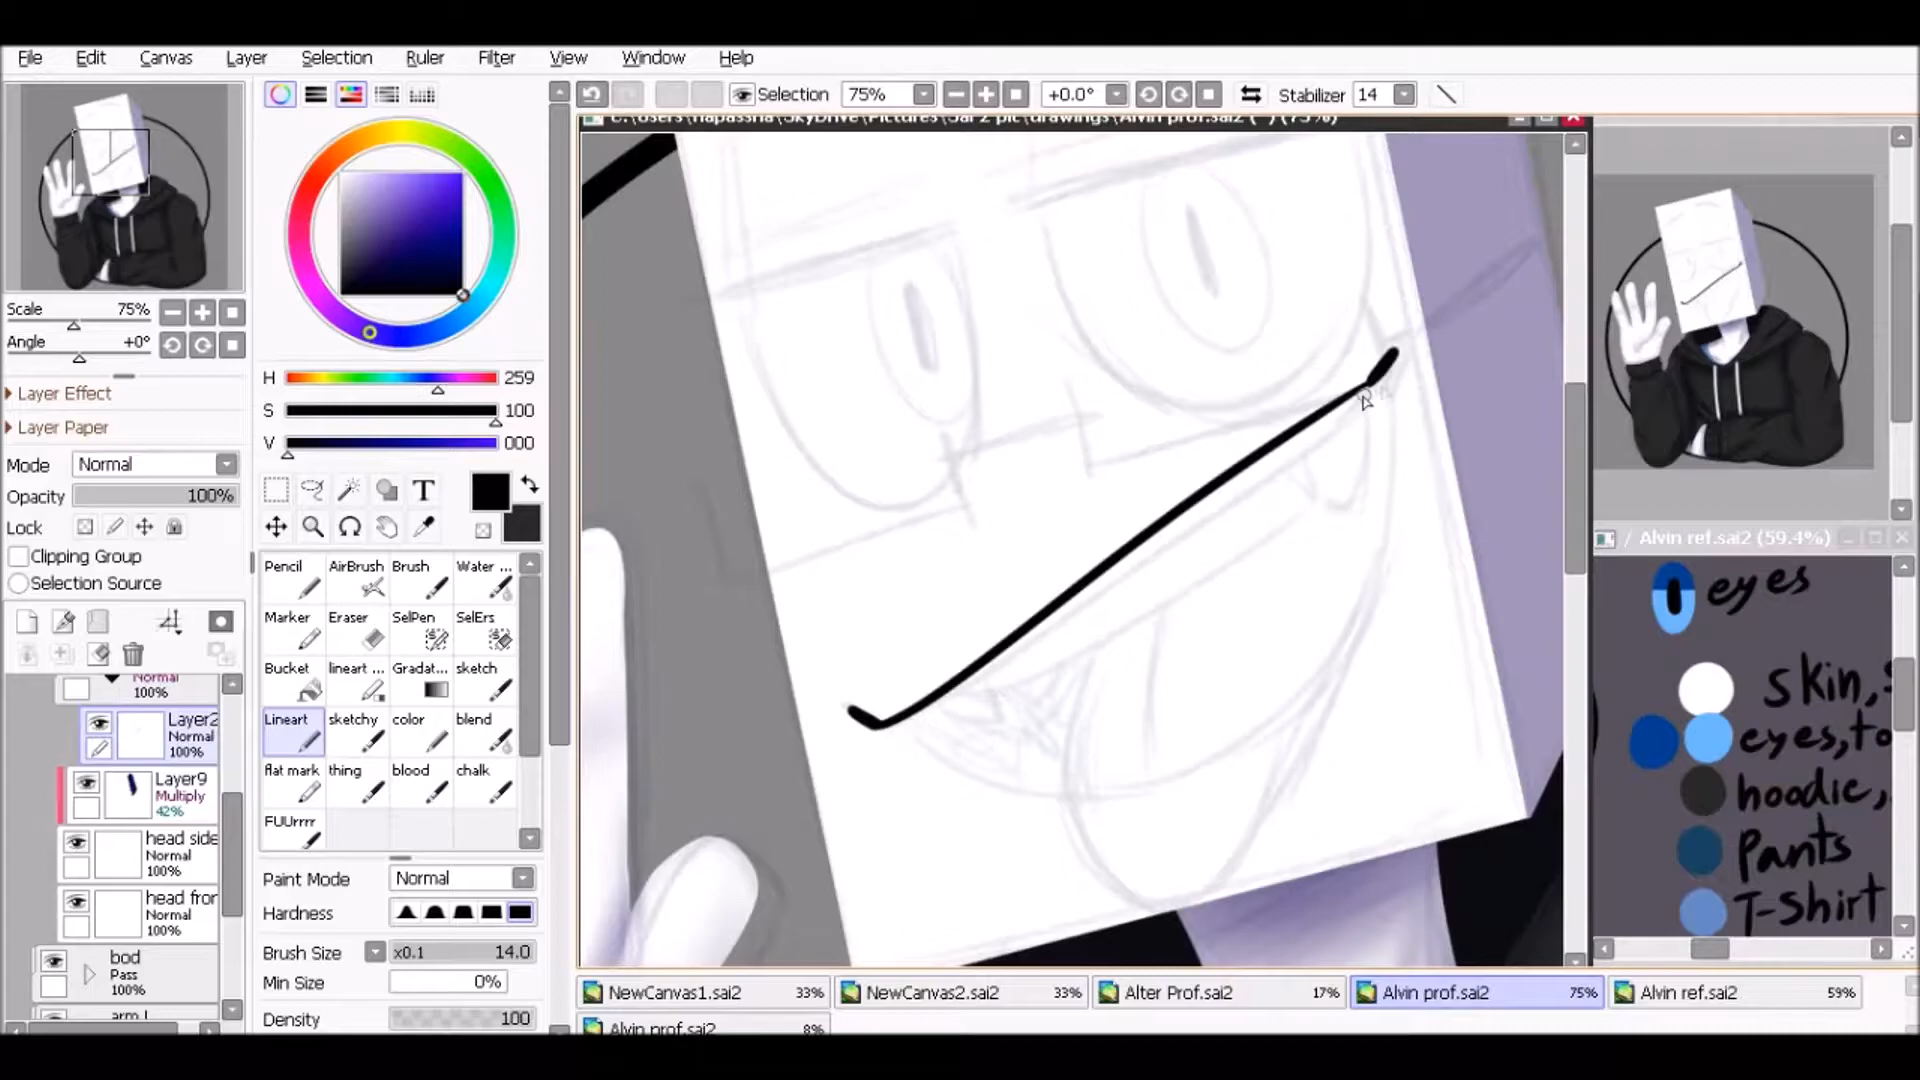 File Edit Canvas Layer Selection Ruler Filter View Window Help
Selection 75% +0.0° Stabilizer 14
C:\Users\napassna\SkyDrive\Pictures\Sai 2 pic\drawings\Alvin prof.sai2 (*) (75%)
Scale 75%
Angle +0°
Layer Effect
Layer Paper
Mode Normal
Opacity 100%
Lock
Clipping Group
Selection Source
Normal
100%
Layer2
Normal
100%
Layer9
Multiply
42%
head side
Normal
100%
head fror
Normal
100%
bod
Pass
100%
arm l
H 259
S 100
V 000
T
Pencil AirBrush Brush Water ...
Marker Eraser SelPen SelErs
Bucket lineart ... Gradat... sketch
Lineart sketchy color blend
flat mark thing blood chalk
FUUrrrr
Paint Mode Normal
Hardness
Brush Size x0.1 14.0
Min Size 0%
Density 100
/ Alvin ref.sai2 (59.4%)
eyes
skin,
eyes,to
hoodie,
Pants
T-shirt
NewCanvas1.sai2 33% NewCanvas2.sai2 33% Alter Prof.sai2 17% Alvin prof.sai2 75% Alvin ref.sai2 59%
Alvin prof.sai2 8%